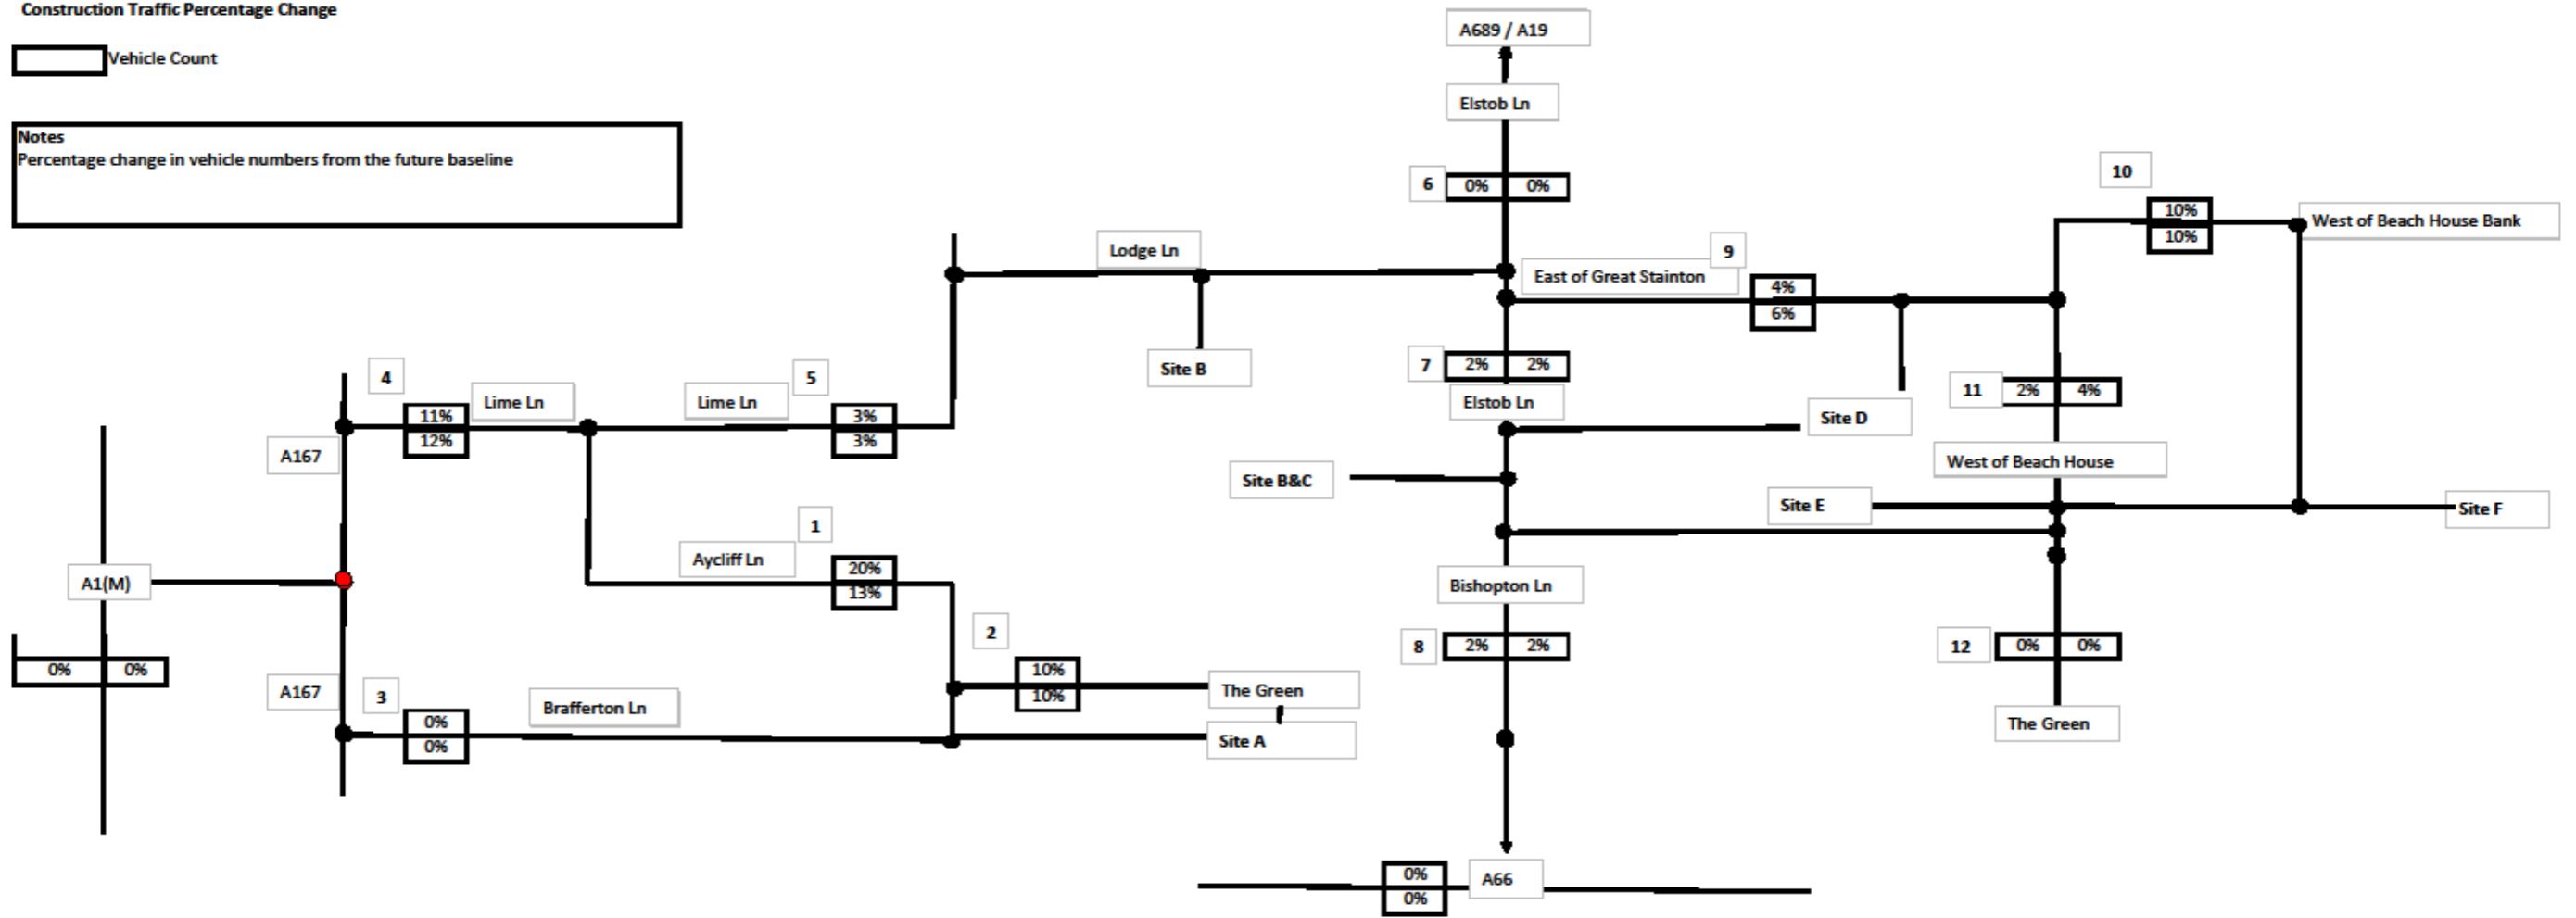 Construction Traffic Percentage Change
Vehicle Count
Notes
Percentage change in vehicle numbers from the future baseline
A689 / A19
Elstob Ln
6
0% 0%
10
10%
10%
West of Beach House Bank
Lodge Ln
9
East of Great Stainton
4%
6%
Site B
7
2% 2%
Elstob Ln
11
2% 4%
Site D
4
11%
12%
Lime Ln
Lime Ln
5
3%
3%
A167
West of Beach House
Site B&C
Site E
Site F
1
Aycliff Ln
20%
13%
A1(M)
Bishopton Ln
2
10%
10%
The Green
8
2% 2%
12
0% 0%
0% 0%
A167
3
0%
0%
Brafferton Ln
Site A
The Green
0%
0%
A66